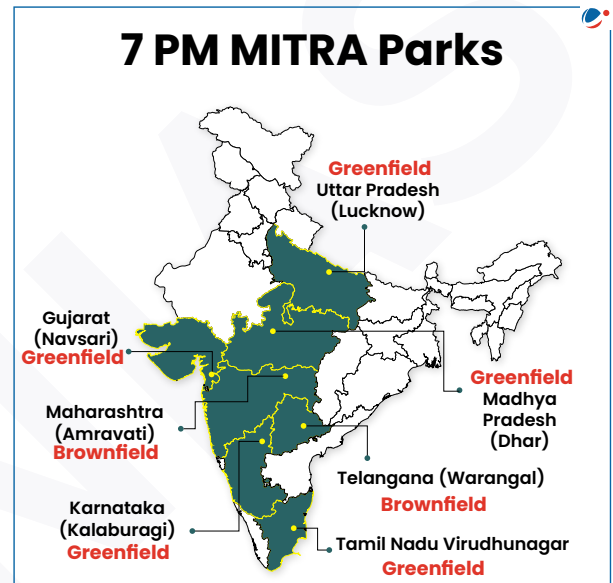 7 PM MITRA Parks
Greenfield
Uttar Pradesh
(Lucknow)
Gujarat
(Navsari)
Greenfield
Greenfield
Madhya
Pradesh
(Dhar)
Maharashtra
(Amravati)
Brownfield
Telangana (Warangal)
Brownfield
Karnataka
(Kalaburagi)
Greenfield
Tamil Nadu Virudhunagar
Greenfield